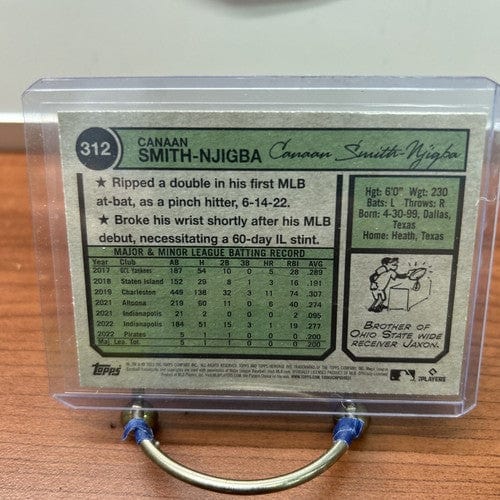 312
CANAAN
SMITH-NJIGBA
Canaan Smith-Njigba
★ Ripped a double in his first MLB
at-bat, as a pinch hitter, 6-14-22.
★ Broke his wrist shortly after his MLB
debut, necessitating a 60-day IL stint.
MAJOR & MINOR LEAGUE BATTING RECORD
Year Club AB H 2B 3B HR RBI AVG
2017 GCL Yankees 187 54 10 0 5 28 .289
2018 Staten Island 152 29 8 1 3 16 .191
2019 Charleston 449 138 3 11 74 .307
2021 Altoona 219 60 11 0 6 40 .274
2021 Indianapolis 21 2 0 0 0 2 .095
2022 Indianapolis 184 51 15 3 1 19 .277
2022 Pirates 5 1 1 0 0 0 .200
Maj. Lea. Tot. 5 1 1 0 0 0 .200
Hgt: 6'0" Wgt: 230
Bats: L Throws: R
Born: 4-30-99, Dallas,
Texas
Home: Heath, Texas
BROTHER OF
OHIO STATE WIDE
RECEIVER JAXON.
Topps
PLAYERS